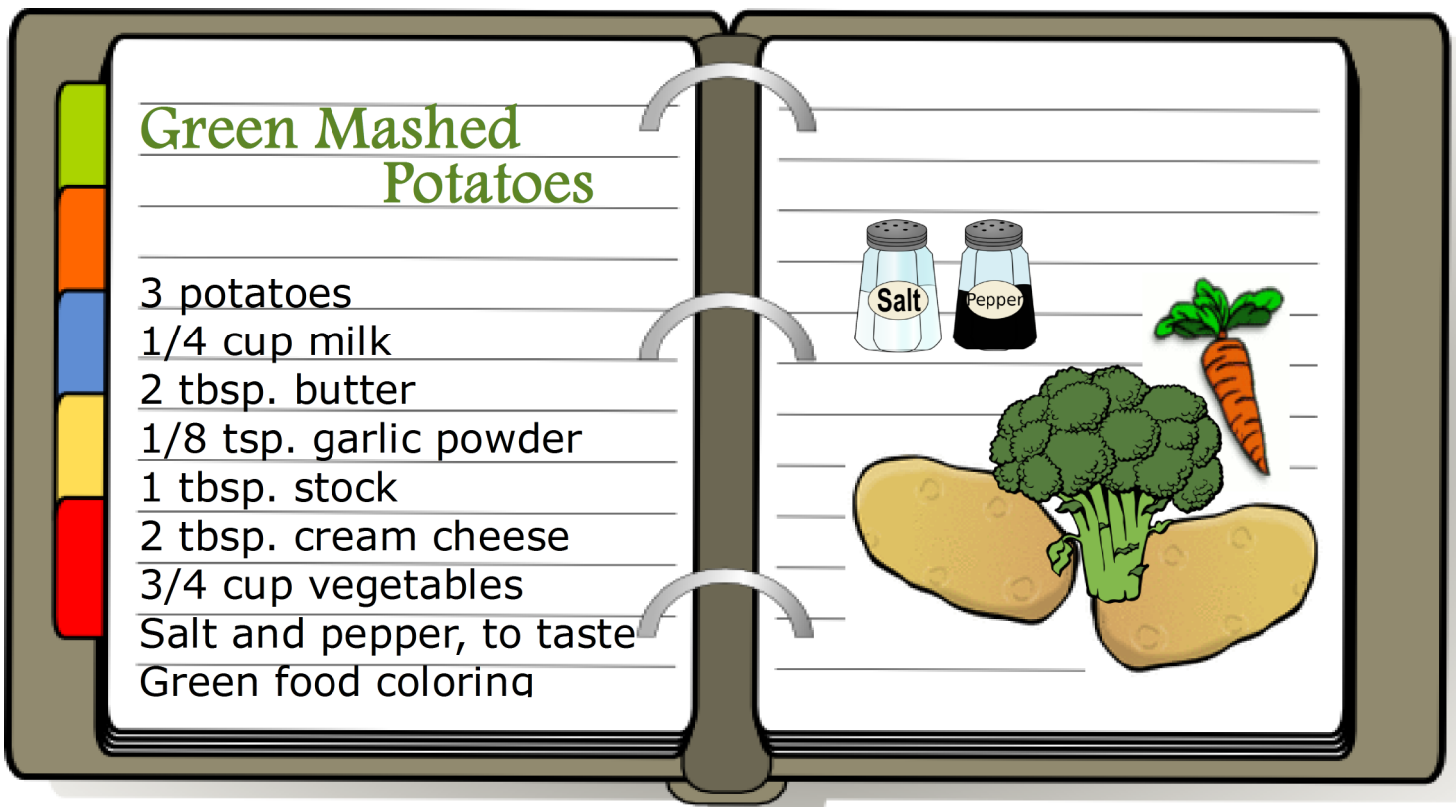 Green Mashed
Potatoes
3 potatoes
1/4 cup milk
2 tbsp. butter
1/8 tsp. garlic powder
1 tbsp. stock
2 tbsp. cream cheese
3/4 cup vegetables
Salt and pepper, to taste
Green food coloring
Salt
Pepper